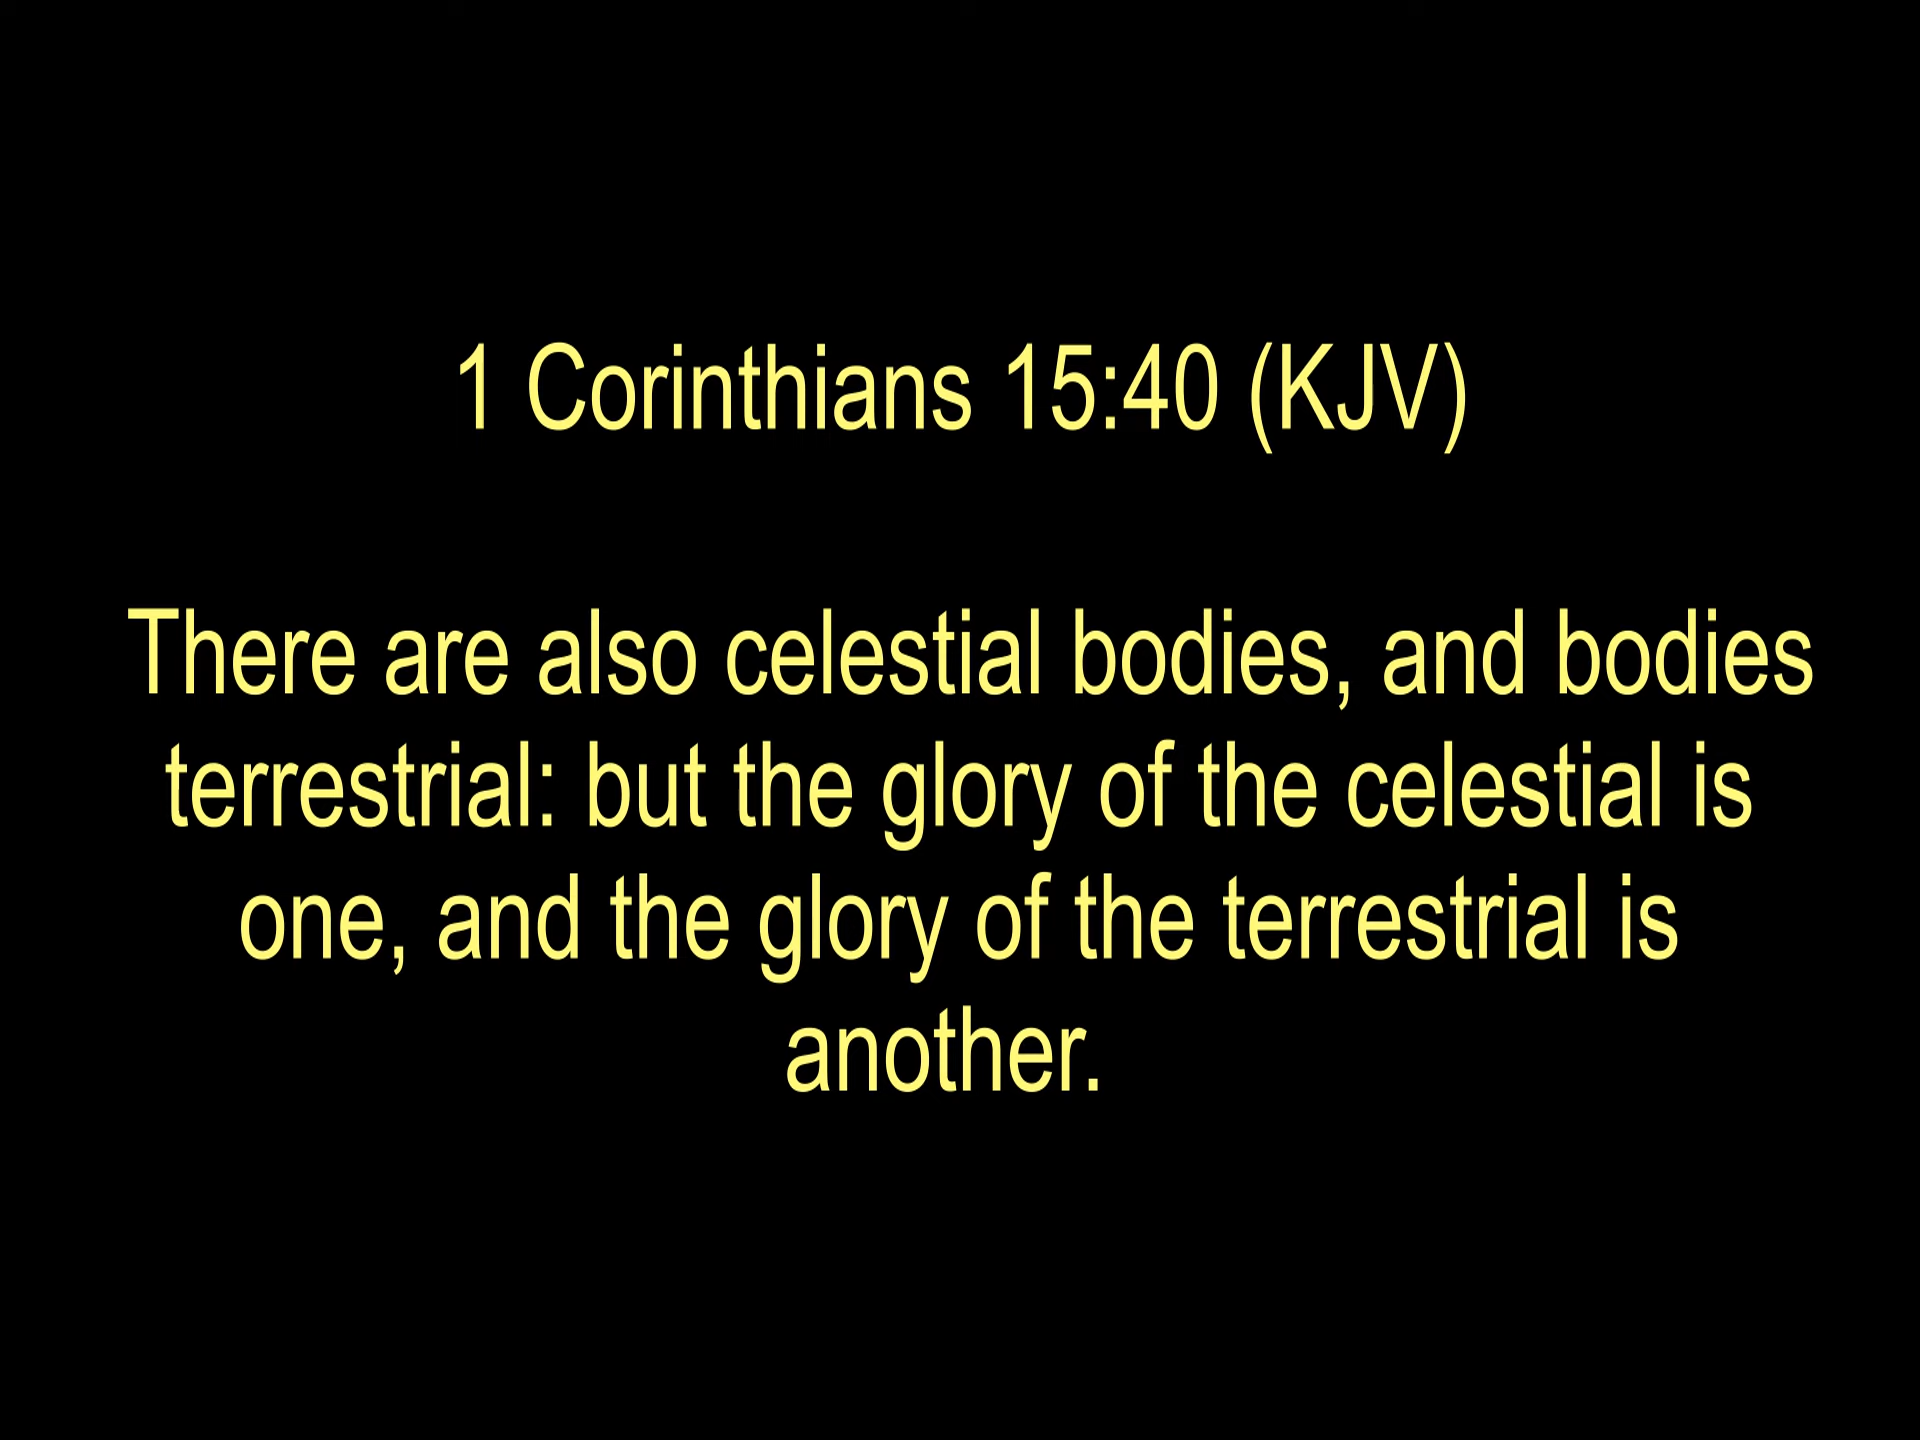 1 Corinthians 15:40 (KJV)
There are also celestial bodies, and bodies
terrestrial: but the glory of the celestial is
one, and the glory of the terrestrial is
another.